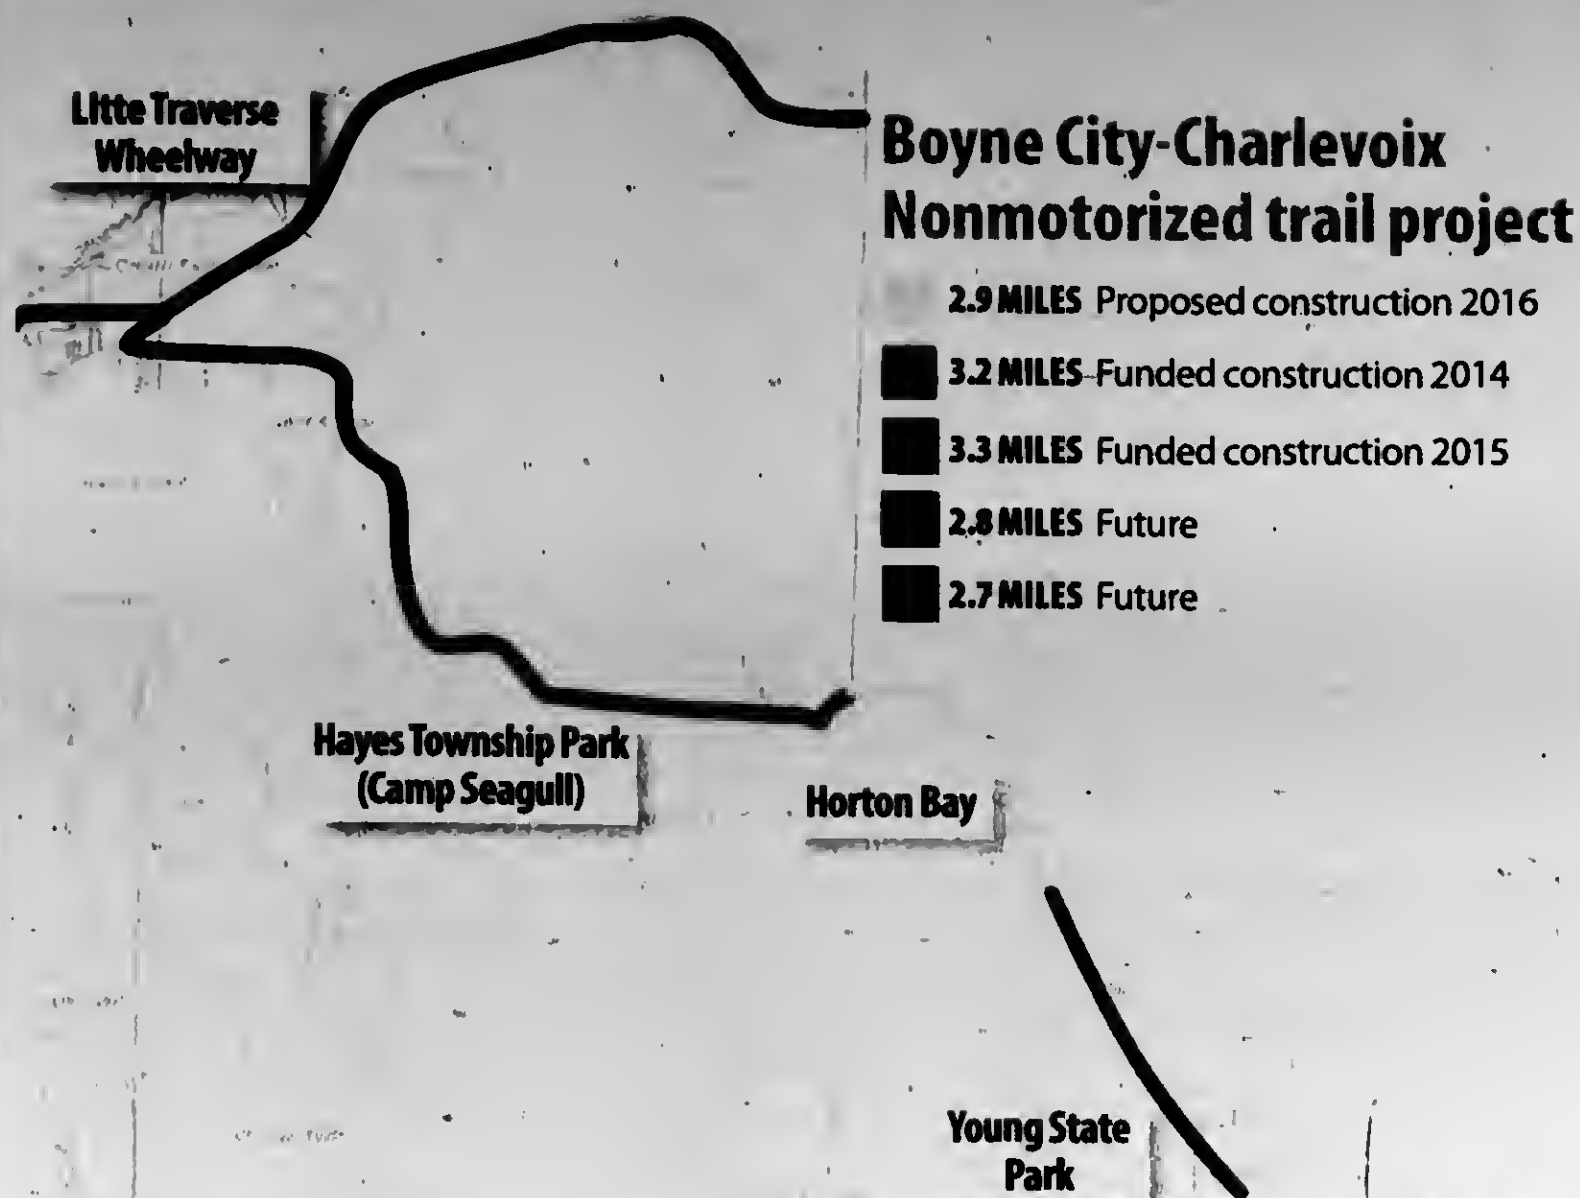 Litte Traverse
Wheelway
Boyne City-Charlevoix
Nonmotorized trail project
2.9 MILES Proposed construction 2016
3.2 MILES Funded construction 2014
3.3 MILES Funded construction 2015
2.8 MILES Future
2.7 MILES Future
Hayes Township Park
(Camp Seagull)
Horton Bay
Young State
Park